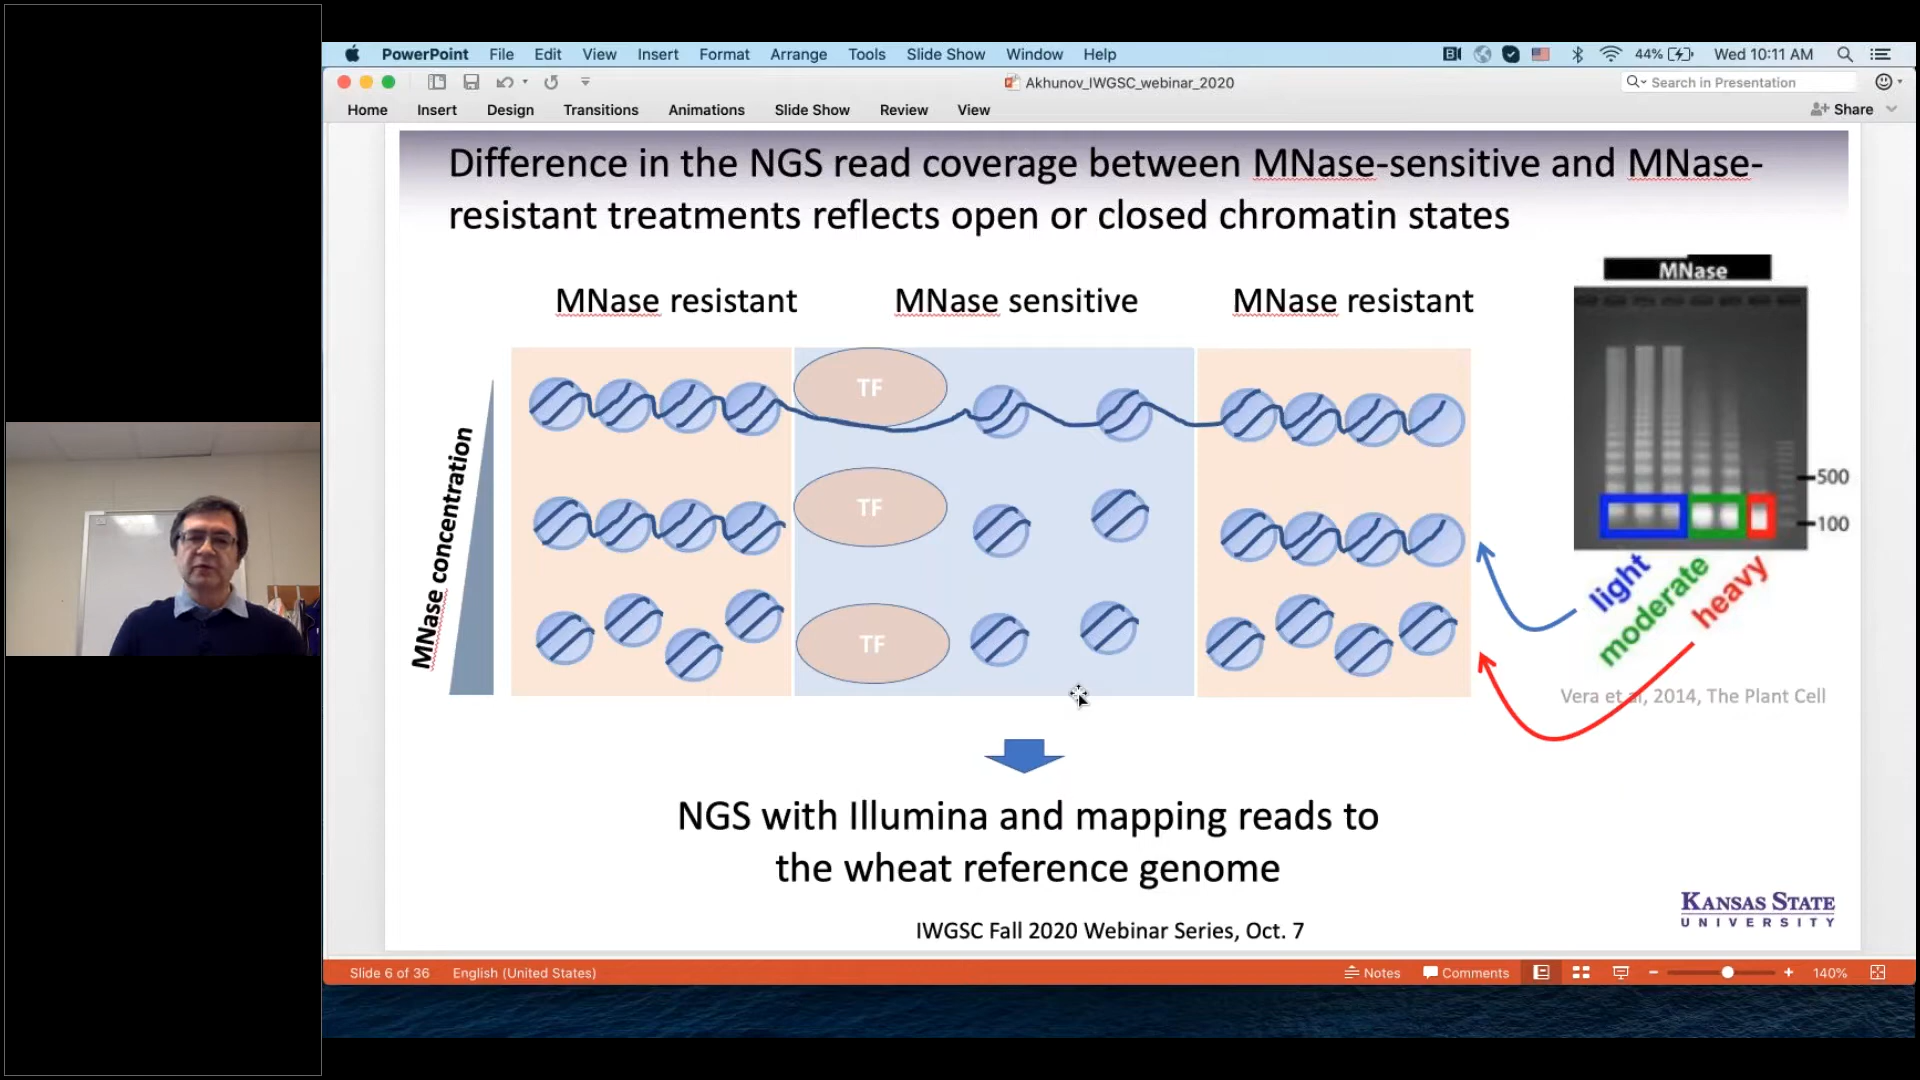 PowerPoint File Edit View Insert Format Arrange Tools Slide Show Window Help
44% Wed 10:11 AM
Akhunov_IWGSC_webinar_2020
Search in Presentation
Home Insert Design Transitions Animations Slide Show Review View
Share
Difference in the NGS read coverage between MNase-sensitive and MNase-
resistant treatments reflects open or closed chromatin states
MNase resistant
MNase sensitive
MNase resistant
MNase concentration
TF
TF
TF
MNase
500
100
light
moderate
heavy
Vera et al, 2014, The Plant Cell
NGS with Illumina and mapping reads to
the wheat reference genome
IWGSC Fall 2020 Webinar Series, Oct. 7
KANSAS STATE
UNIVERSITY
Slide 6 of 36 English (United States)
Notes Comments 140%